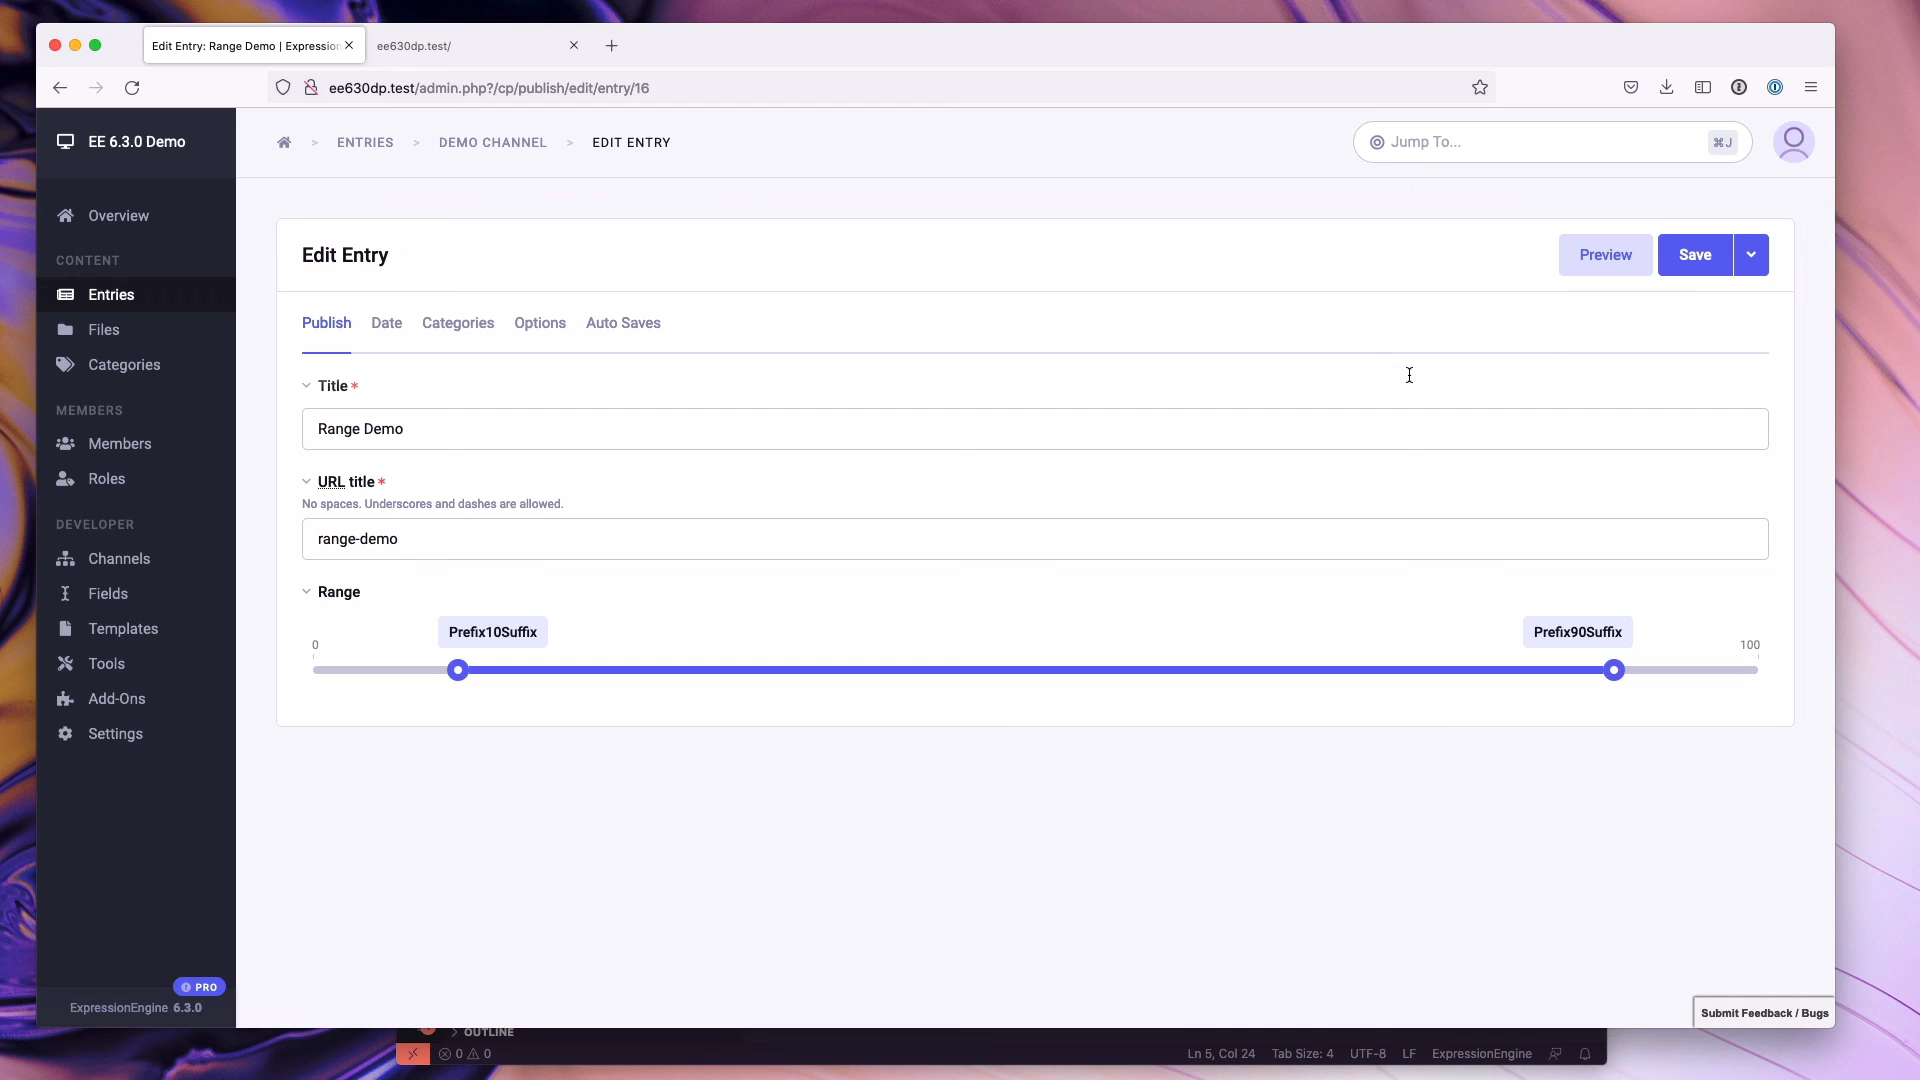 Edit Entry: Range Demo | Expression
ee630dp.test/
ee630dp.test/admin.php?/cp/publish/edit/entry/16
EE 6.3.0 Demo
ENTRIES > DEMO CHANNEL > EDIT ENTRY
Jump To...
⌘J
Overview
CONTENT
Entries
Files
Categories
MEMBERS
Members
Roles
DEVELOPER
Channels
Fields
Templates
Tools
Add-Ons
Settings
PRO
ExpressionEngine 6.3.0
Edit Entry
Preview
Save
Publish Date Categories Options Auto Saves
Title *
Range Demo
URL title *
No spaces. Underscores and dashes are allowed.
range-demo
Range
Prefix10Suffix
Prefix90Suffix
0
100
Submit Feedback / Bugs
OUTLINE
0 0
Ln 5, Col 24 Tab Size: 4 UTF-8 LF ExpressionEngine